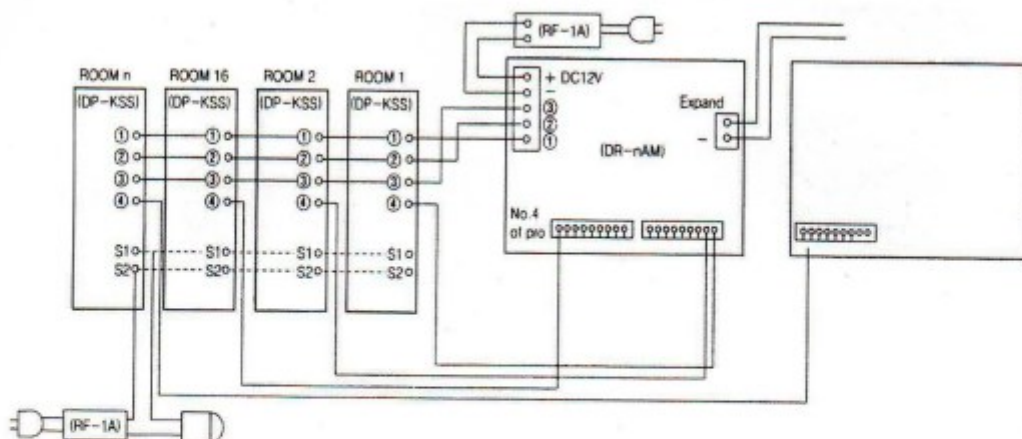 (RF-1A)
ROOM n
ROOM 16
ROOM 2
ROOM 1
(DP-KSS)
(DP-KSS)
(DP-KSS)
(DP-KSS)
+ DC12V
−
③
②
①
Expand
−
(DR-nAM)
① ① ① ①
② ② ② ②
③ ③ ③ ③
④ ④ ④ ④
No.4
of pro
S1 S1 S1 S1
S2 S2 S2 S2
(RF-1A)